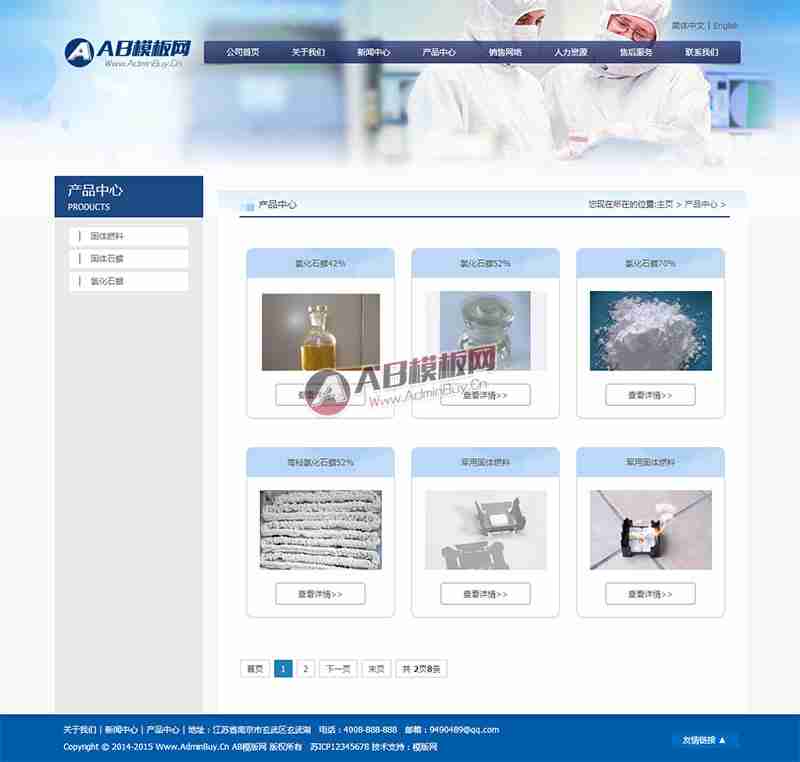 简体中文 | English
AB模板网
Www.AdminBuy.Cn
公司首页 关于我们 新闻中心 产品中心 销售网络 人力资源 售后服务 联系我们
产品中心
PRODUCTS
固体燃料
固体石蜡
氯化石蜡
产品中心
您现在所在的位置:主页 > 产品中心 >
氯化石蜡42% 氯化石蜡52% 氯化石蜡70%
AB模板网
Www.AdminBuy.Cn
查看详情>> 查看详情>> 查看详情>>
氯化石蜡52% 军用固体燃料 军用固体燃料
查看详情>> 查看详情>> 查看详情>>
首页 1 2 下一页 末页 共 2页8条
关于我们 | 新闻中心 | 产品中心 | 地址：江苏省南京市玄武区玄武湖 电话：4008-888-888 邮箱：9490489@qq.com
Copyright © 2014-2015 Www.AdminBuy.Cn AB模版网 版权所有 苏ICP12345678 技术支持：模版网
友情链接 ▲